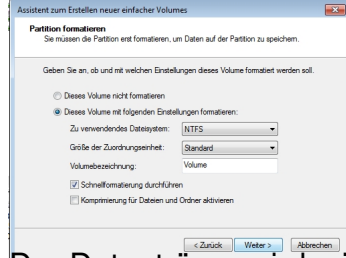 Assistent zum Erstellen neuer einfacher Volumes
Partition formatieren
Sie müssen die Partition erst formatieren, um Daten auf der Partition zu speichern.
Geben Sie an, ob und mit welchen Einstellungen dieses Volume formatiert werden soll.
Dieses Volume nicht formatieren
Dieses Volume mit folgenden Einstellungen formatieren:
Zu verwendendes Dateisystem: NTFS
Größe der Zuordnungseinheit: Standard
Volumebezeichnung: Volume
Schnellformatierung durchführen
Komprimierung für Dateien und Ordner aktivieren
< Zurück Weiter > Abbrechen